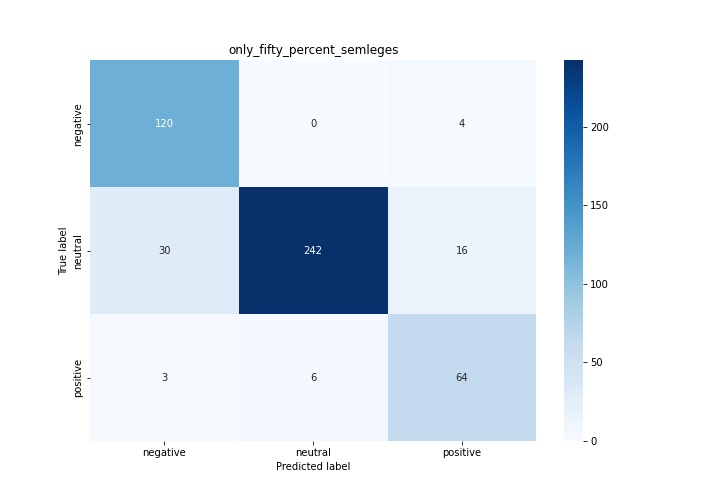 only_fifty_percent_semleges
True label
negative
neutral
positive
120 0 4
30 242 16
3 6 64
negative neutral positive
Predicted label
200
150
100
50
0